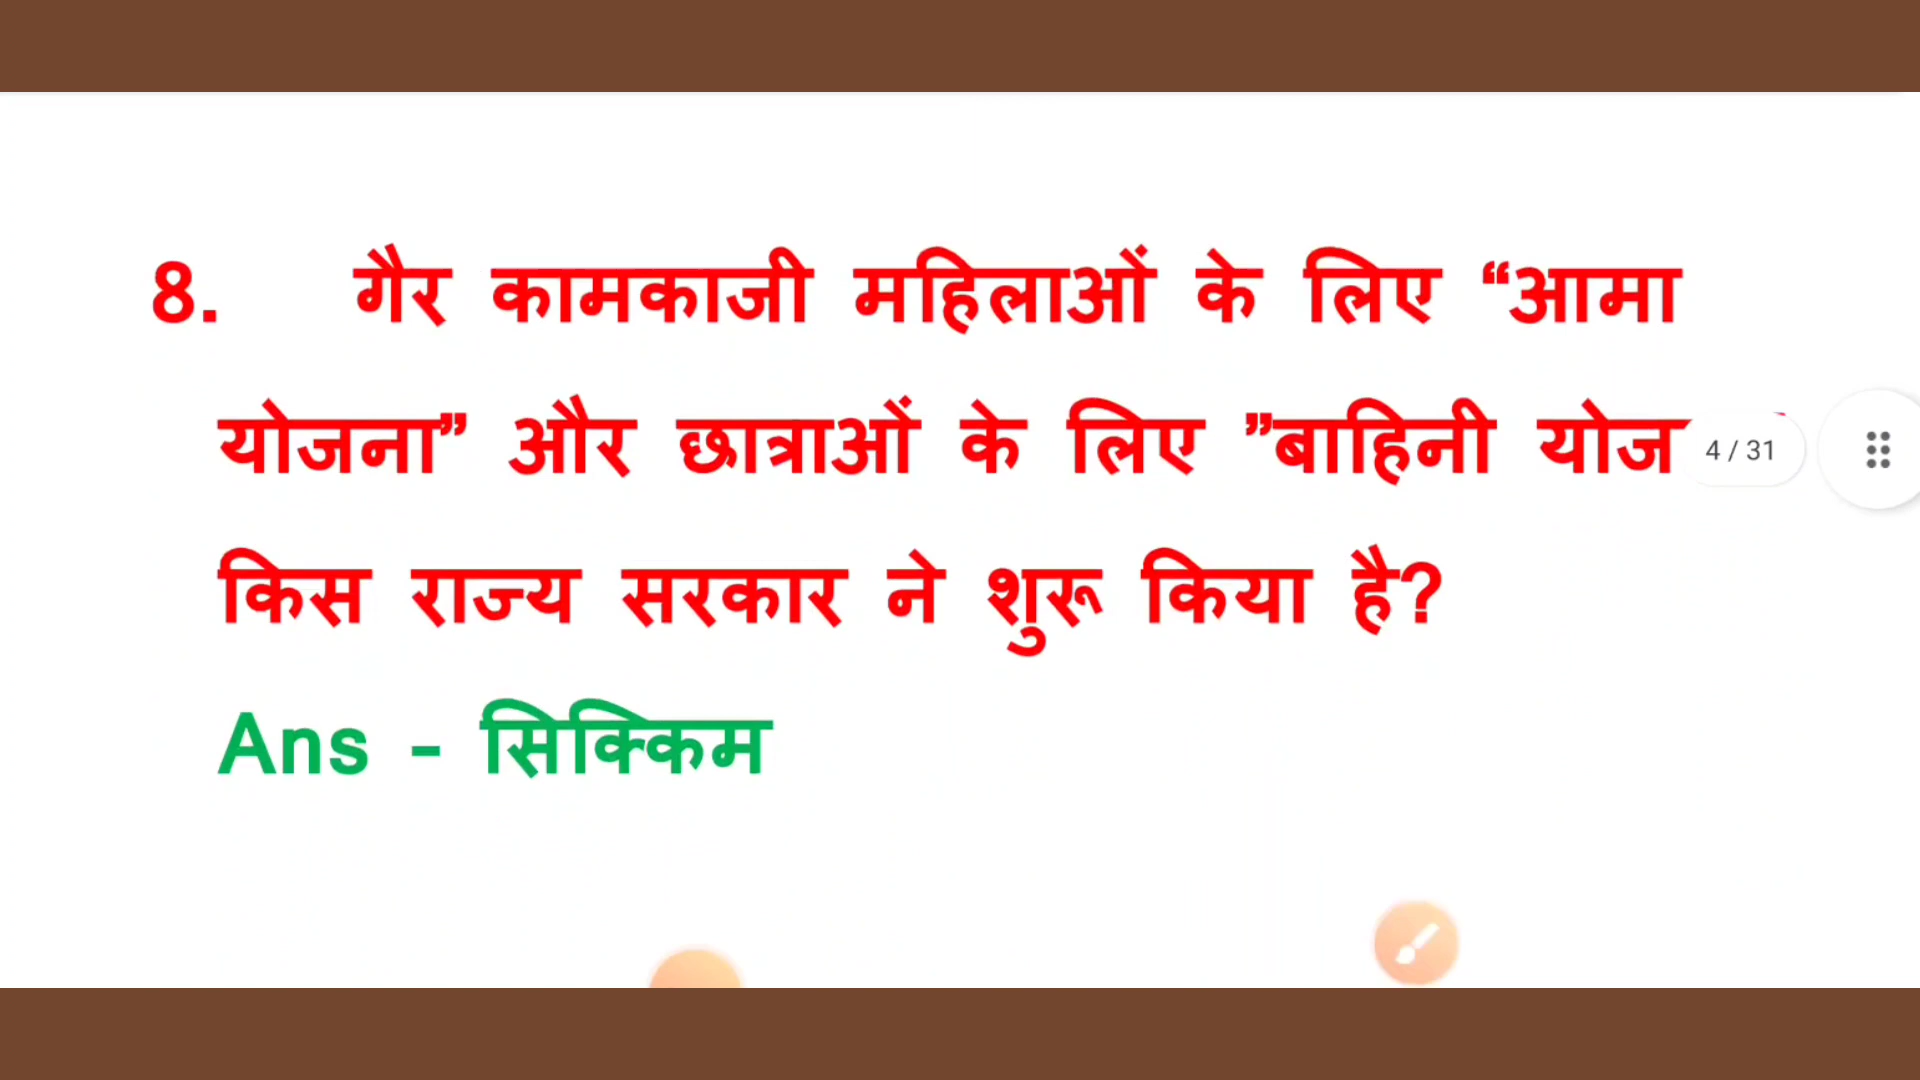 8. गैर कामकाजी महिलाओं के लिए “आमा
योजना” और छात्राओं के लिए ”बाहिनी योज
4 / 31
किस राज्य सरकार ने शुरू किया है?
Ans - सिक्किम